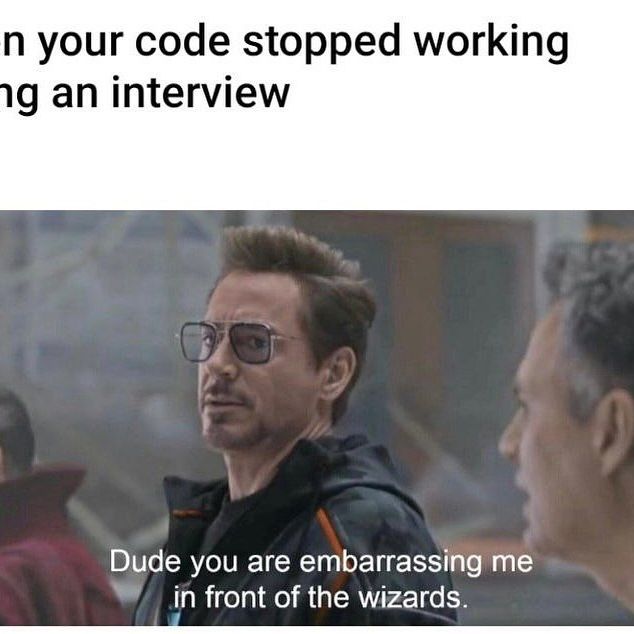 n your code stopped working
ng an interview
Dude you are embarrassing me
in front of the wizards.